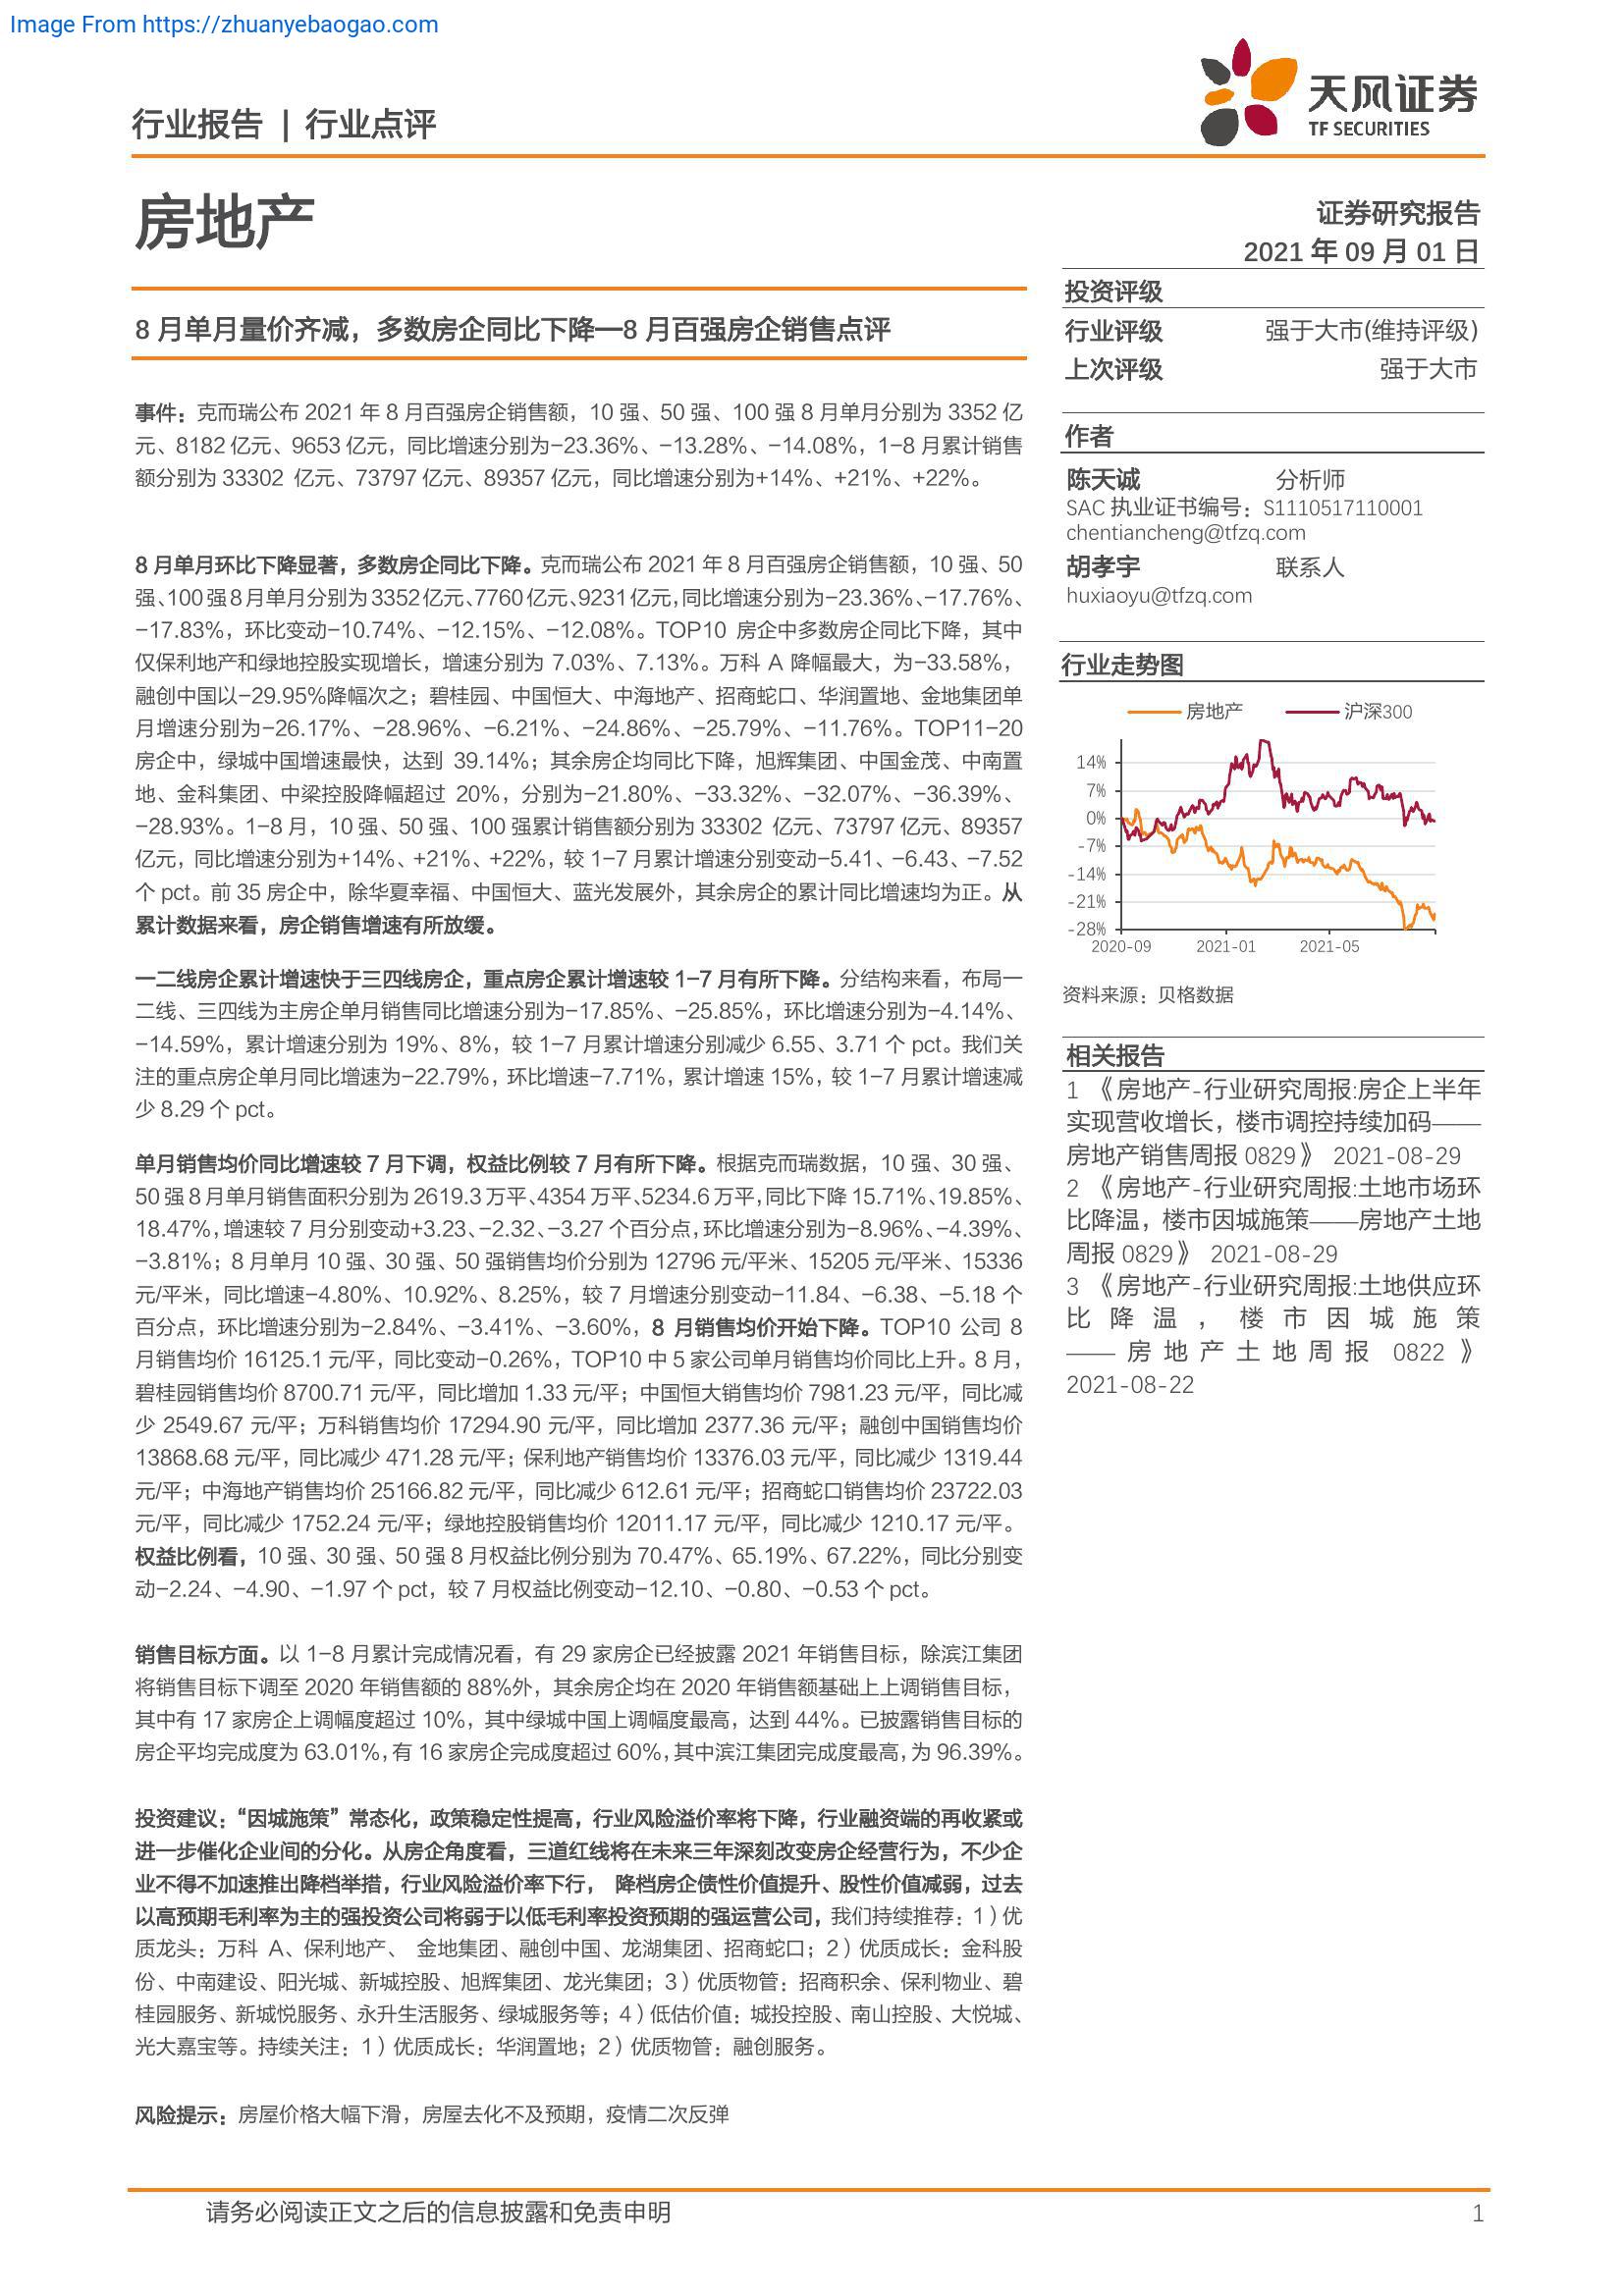 Image From https://zhuanyebaogao.com
天风证券
TF SECURITIES
行业报告 | 行业点评
房地产
证券研究报告
2021 年 09 月 01 日
8 月单月量价齐减，多数房企同比下降—8 月百强房企销售点评
事件：克而瑞公布 2021 年 8 月百强房企销售额，10 强、50 强、100 强 8 月单月分别为 3352 亿
元、8182 亿元、9653 亿元，同比增速分别为-23.36%、-13.28%、-14.08%，1-8 月累计销售
额分别为 33302 亿元、73797 亿元、89357 亿元，同比增速分别为+14%、+21%、+22%。
8 月单月环比下降显著，多数房企同比下降。克而瑞公布 2021 年 8 月百强房企销售额，10 强、50
强、100 强 8 月单月分别为 3352 亿元、7760 亿元、9231 亿元，同比增速分别为-23.36%、-17.76%、
-17.83%，环比变动-10.74%、-12.15%、-12.08%。TOP10 房企中多数房企同比下降，其中
仅保利地产和绿地控股实现增长，增速分别为 7.03%、7.13%。万科 A 降幅最大，为-33.58%，
融创中国以-29.95%降幅次之；碧桂园、中国恒大、中海地产、招商蛇口、华润置地、金地集团单
月增速分别为-26.17%、-28.96%、-6.21%、-24.86%、-25.79%、-11.76%。TOP11-20
房企中，绿城中国增速最快，达到 39.14%；其余房企均同比下降，旭辉集团、中国金茂、中南置
地、金科集团、中梁控股降幅超过 20%，分别为-21.80%、-33.32%、-32.07%、-36.39%、
-28.93%。1-8 月，10 强、50 强、100 强累计销售额分别为 33302 亿元、73797 亿元、89357
亿元，同比增速分别为+14%、+21%、+22%，较 1-7 月累计增速分别变动-5.41、-6.43、-7.52
个 pct。前 35 房企中，除华夏幸福、中国恒大、蓝光发展外，其余房企的累计同比增速均为正。从
累计数据来看，房企销售增速有所放缓。
一二线房企累计增速快于三四线房企，重点房企累计增速较 1-7 月有所下降。分结构来看，布局一
二线、三四线为主房企单月销售同比增速分别为-17.85%、-25.85%，环比增速分别为-4.14%、
-14.59%，累计增速分别为 19%、8%，较 1-7 月累计增速分别减少 6.55、3.71 个 pct。我们关
注的重点房企单月同比增速为-22.79%，环比增速-7.71%，累计增速 15%，较 1-7 月累计增速减
少 8.29 个 pct。
单月销售均价同比增速较 7 月下调，权益比例较 7 月有所下降。根据克而瑞数据，10 强、30 强、
50 强 8 月单月销售面积分别为 2619.3 万平、4354 万平、5234.6 万平，同比下降 15.71%、19.85%、
18.47%，增速较 7 月分别变动+3.23、-2.32、-3.27 个百分点，环比增速分别为-8.96%、-4.39%、
-3.81%；8 月单月 10 强、30 强、50 强销售均价分别为 12796 元/平米、15205 元/平米、15336
元/平米，同比增速-4.80%、10.92%、8.25%，较 7 月增速分别变动-11.84、-6.38、-5.18 个
百分点，环比增速分别为-2.84%、-3.41%、-3.60%，8 月销售均价开始下降。TOP10 公司 8
月销售均价 16125.1 元/平，同比变动-0.26%，TOP10 中 5 家公司单月销售均价同比上升。8 月，
碧桂园销售均价 8700.71 元/平，同比增加 1.33 元/平；中国恒大销售均价 7981.23 元/平，同比减
少 2549.67 元/平；万科销售均价 17294.90 元/平，同比增加 2377.36 元/平；融创中国销售均价
13868.68 元/平，同比减少 471.28 元/平；保利地产销售均价 13376.03 元/平，同比减少 1319.44
元/平；中海地产销售均价 25166.82 元/平，同比减少 612.61 元/平；招商蛇口销售均价 23722.03
元/平，同比减少 1752.24 元/平；绿地控股销售均价 12011.17 元/平，同比减少 1210.17 元/平。
权益比例看，10 强、30 强、50 强 8 月权益比例分别为 70.47%、65.19%、67.22%，同比分别变
动-2.24、-4.90、-1.97 个 pct，较 7 月权益比例变动-12.10、-0.80、-0.53 个 pct。
销售目标方面。以 1-8 月累计完成情况看，有 29 家房企已经披露 2021 年销售目标，除滨江集团
将销售目标下调至 2020 年销售额的 88%外，其余房企均在 2020 年销售额基础上上调销售目标，
其中有 17 家房企上调幅度超过 10%，其中绿城中国上调幅度最高，达到 44%。已披露销售目标的
房企平均完成度为 63.01%，有 16 家房企完成度超过 60%，其中滨江集团完成度最高，为 96.39%。
投资建议：“因城施策”常态化，政策稳定性提高，行业风险溢价率将下降，行业融资端的再收紧或
进一步催化企业间的分化。从房企角度看，三道红线将在未来三年深刻改变房企经营行为，不少企
业不得不加速推出降档举措，行业风险溢价率下行， 降档房企债性价值提升、股性价值减弱，过去
以高预期毛利率为主的强投资公司将弱于以低毛利率投资预期的强运营公司，我们持续推荐：1）优
质龙头：万科 A、保利地产、 金地集团、融创中国、龙湖集团、招商蛇口；2）优质成长：金科股
份、中南建设、阳光城、新城控股、旭辉集团、龙光集团；3）优质物管：招商积余、保利物业、碧
桂园服务、新城悦服务、永升生活服务、绿城服务等；4）低估价值：城投控股、南山控股、大悦城、
光大嘉宝等。持续关注：1）优质成长：华润置地；2）优质物管：融创服务。
风险提示：房屋价格大幅下滑，房屋去化不及预期，疫情二次反弹
投资评级
行业评级 强于大市(维持评级)
上次评级 强于大市
作者
陈天诚 分析师
SAC 执业证书编号：S1110517110001
chentiancheng@tfzq.com
胡孝宇 联系人
huxiaoyu@tfzq.com
行业走势图
房地产 沪深300
14%
7%
0%
-7%
-14%
-21%
-28%
2020-09 2021-01 2021-05
资料来源：贝格数据
相关报告
1 《房地产-行业研究周报:房企上半年
实现营收增长，楼市调控持续加码——
房地产销售周报 0829》 2021-08-29
2 《房地产-行业研究周报:土地市场环
比降温，楼市因城施策——房地产土地
周报 0829》 2021-08-29
3 《房地产-行业研究周报:土地供应环
比降温，楼市因城施策
——房地产土地周报 0822》
2021-08-22
请务必阅读正文之后的信息披露和免责申明 1